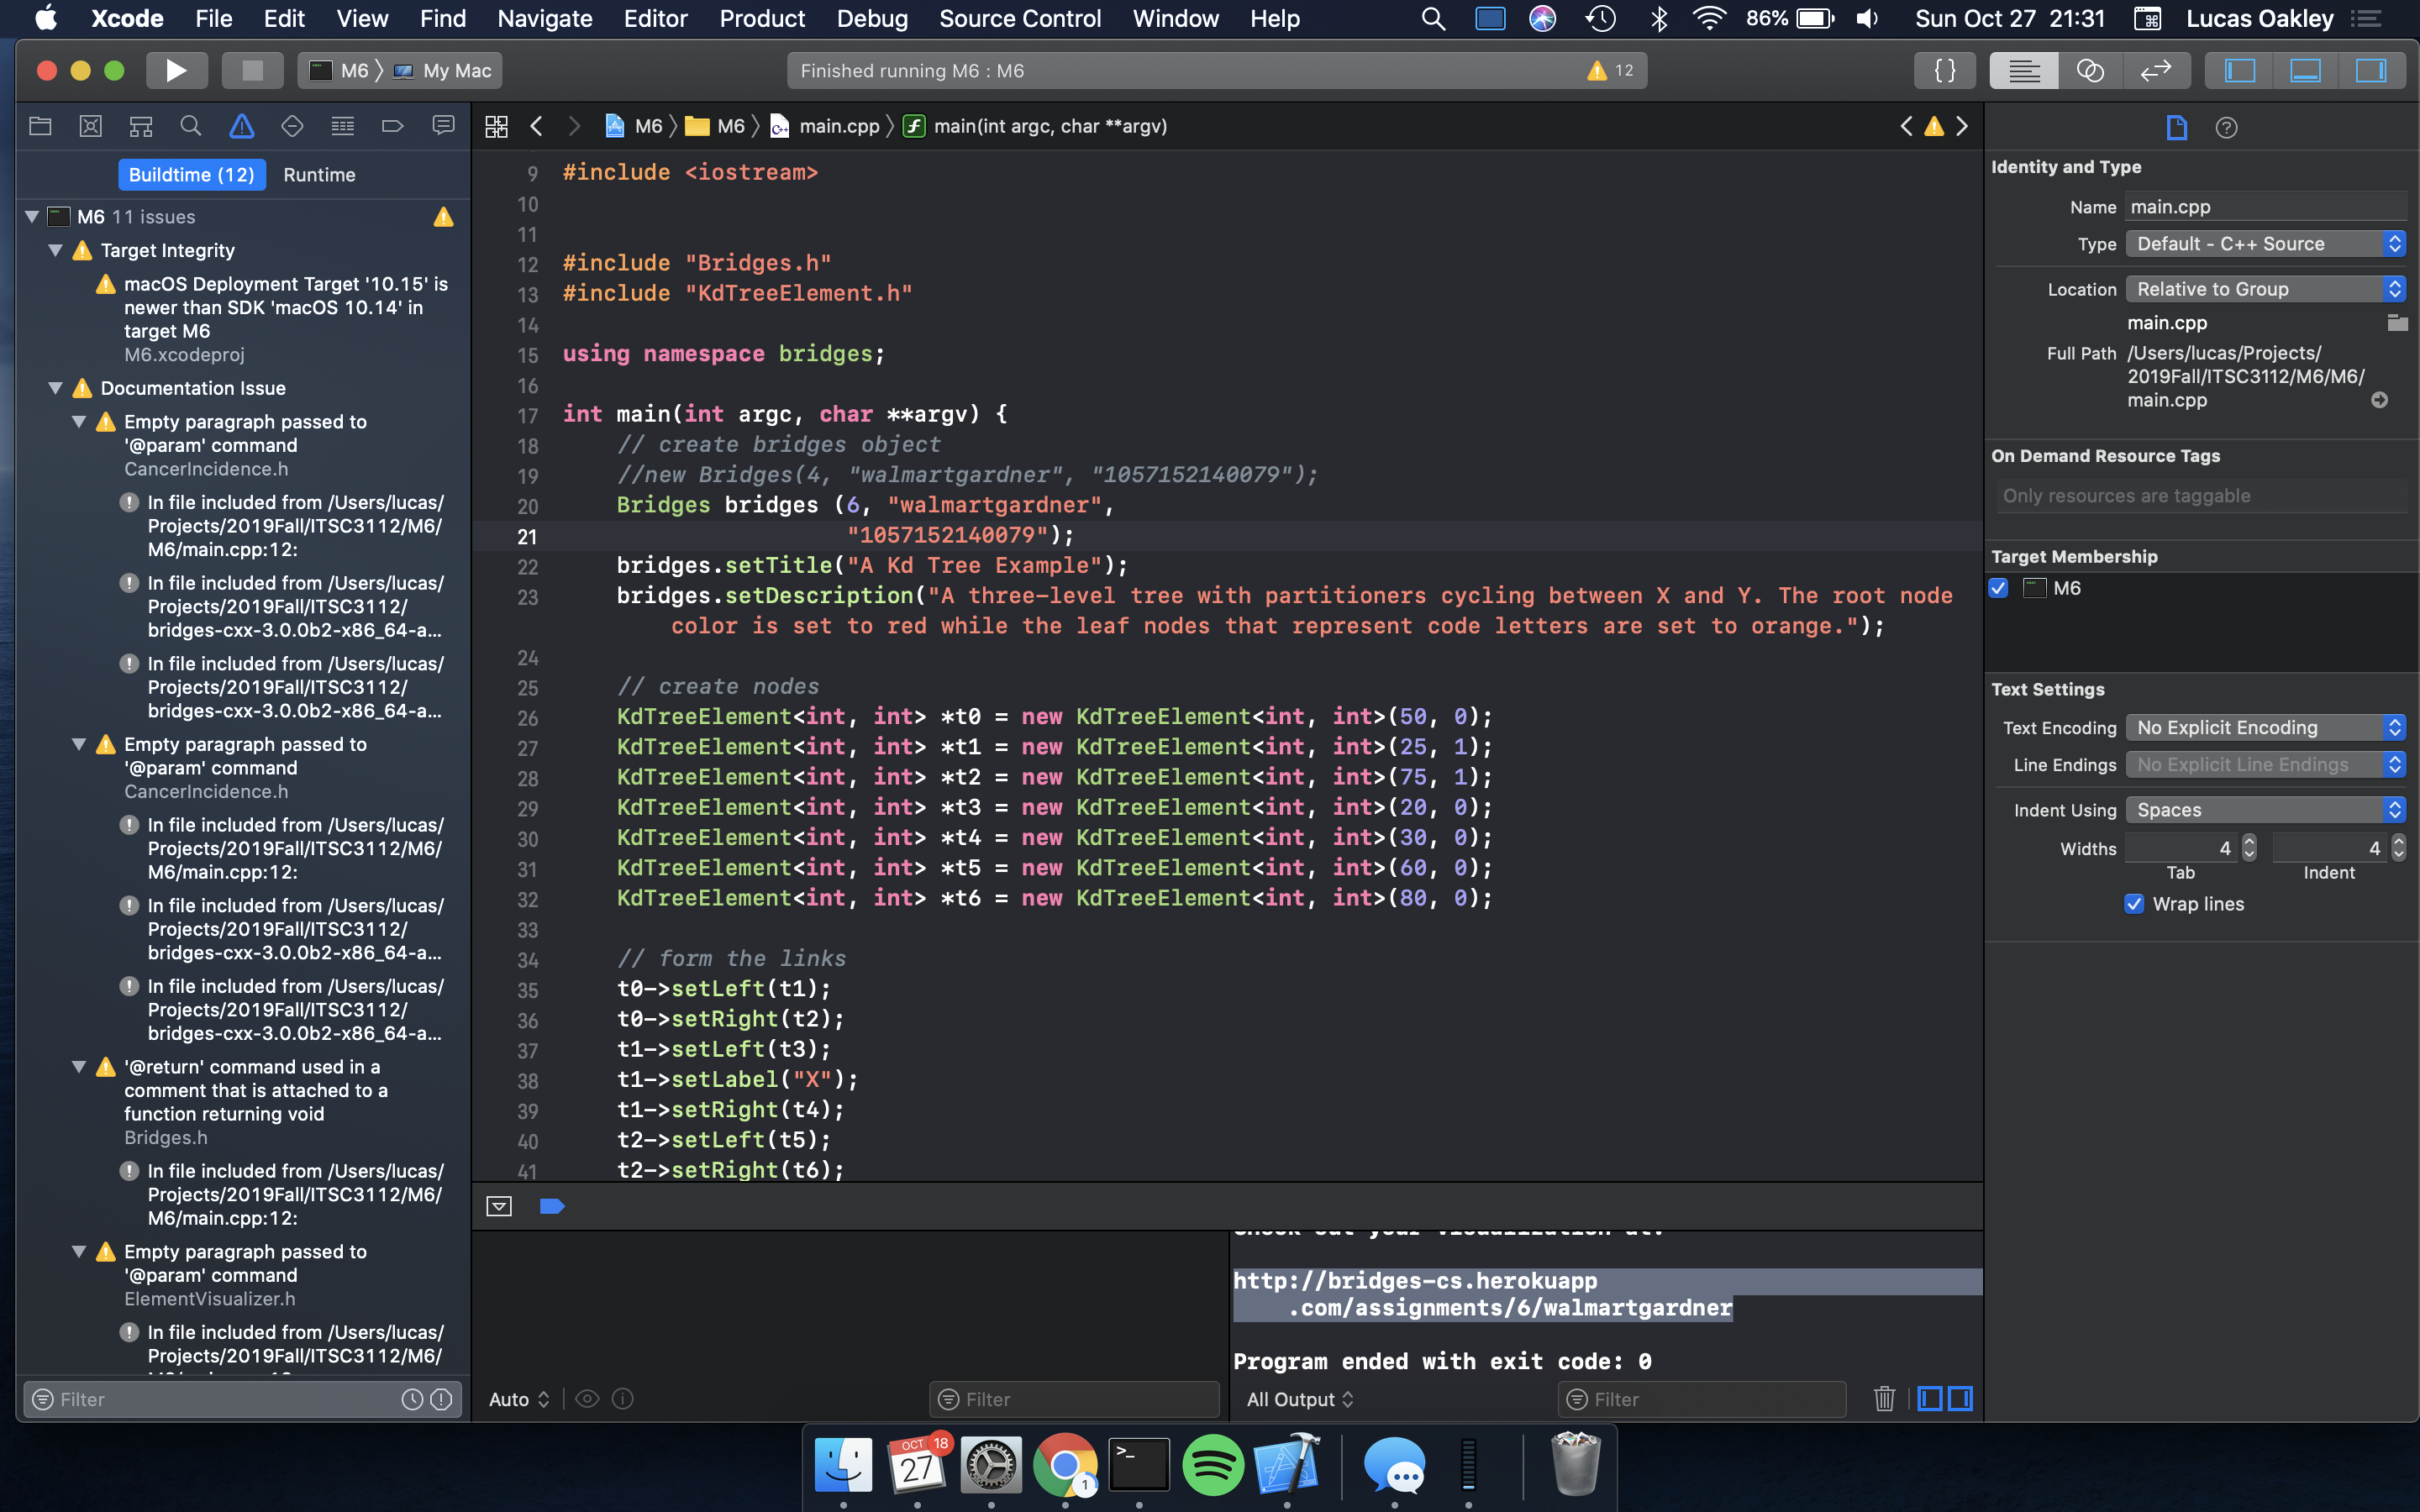 Xcode File Edit View Find Navigate Editor Product Debug Source Control Window Help 86% Sun Oct 27 21:31 Lucas Oakley
M6 My Mac
Finished running M6 : M6
12
{ }
Buildtime (12) Runtime
M6 11 issues
Target Integrity
macOS Deployment Target '10.15' is
newer than SDK 'macOS 10.14' in
target M6
M6.xcodeproj
Documentation Issue
Empty paragraph passed to
'@param' command
CancerIncidence.h
In file included from /Users/lucas/
Projects/2019Fall/ITSC3112/M6/
M6/main.cpp:12:
In file included from /Users/lucas/
Projects/2019Fall/ITSC3112/
bridges-cxx-3.0.0b2-x86_64-a...
In file included from /Users/lucas/
Projects/2019Fall/ITSC3112/
bridges-cxx-3.0.0b2-x86_64-a...
Empty paragraph passed to
'@param' command
CancerIncidence.h
In file included from /Users/lucas/
Projects/2019Fall/ITSC3112/M6/
M6/main.cpp:12:
In file included from /Users/lucas/
Projects/2019Fall/ITSC3112/
bridges-cxx-3.0.0b2-x86_64-a...
In file included from /Users/lucas/
Projects/2019Fall/ITSC3112/
bridges-cxx-3.0.0b2-x86_64-a...
'@return' command used in a
comment that is attached to a
function returning void
Bridges.h
In file included from /Users/lucas/
Projects/2019Fall/ITSC3112/M6/
M6/main.cpp:12:
Empty paragraph passed to
'@param' command
ElementVisualizer.h
In file included from /Users/lucas/
Projects/2019Fall/ITSC3112/M6/
Filter
M6 M6 main.cpp main(int argc, char **argv)
9 #include <iostream>
10
11
12 #include "Bridges.h"
13 #include "KdTreeElement.h"
14
15 using namespace bridges;
16
17 int main(int argc, char **argv) {
18 // create bridges object
19 //new Bridges(4, "walmartgardner", "1057152140079");
20 Bridges bridges (6, "walmartgardner",
21 "1057152140079");
22 bridges.setTitle("A Kd Tree Example");
23 bridges.setDescription("A three-level tree with partitioners cycling between X and Y. The root node
color is set to red while the leaf nodes that represent code letters are set to orange.");
24
25 // create nodes
26 KdTreeElement<int, int> *t0 = new KdTreeElement<int, int>(50, 0);
27 KdTreeElement<int, int> *t1 = new KdTreeElement<int, int>(25, 1);
28 KdTreeElement<int, int> *t2 = new KdTreeElement<int, int>(75, 1);
29 KdTreeElement<int, int> *t3 = new KdTreeElement<int, int>(20, 0);
30 KdTreeElement<int, int> *t4 = new KdTreeElement<int, int>(30, 0);
31 KdTreeElement<int, int> *t5 = new KdTreeElement<int, int>(60, 0);
32 KdTreeElement<int, int> *t6 = new KdTreeElement<int, int>(80, 0);
33
34 // form the links
35 t0->setLeft(t1);
36 t0->setRight(t2);
37 t1->setLeft(t3);
38 t1->setLabel("X");
39 t1->setRight(t4);
40 t2->setLeft(t5);
41 t2->setRight(t6);
Auto
Filter
Check out your visualization at:
http://bridges-cs.herokuapp
.com/assignments/6/walmartgardner
Program ended with exit code: 0
All Output
Filter
Identity and Type
Name main.cpp
Type Default - C++ Source
Location Relative to Group
main.cpp
Full Path /Users/lucas/Projects/
2019Fall/ITSC3112/M6/M6/
main.cpp
On Demand Resource Tags
Only resources are taggable
Target Membership
M6
Text Settings
Text Encoding No Explicit Encoding
Line Endings No Explicit Line Endings
Indent Using Spaces
Widths 4 4
Tab Indent
Wrap lines
OCT 18
27
1